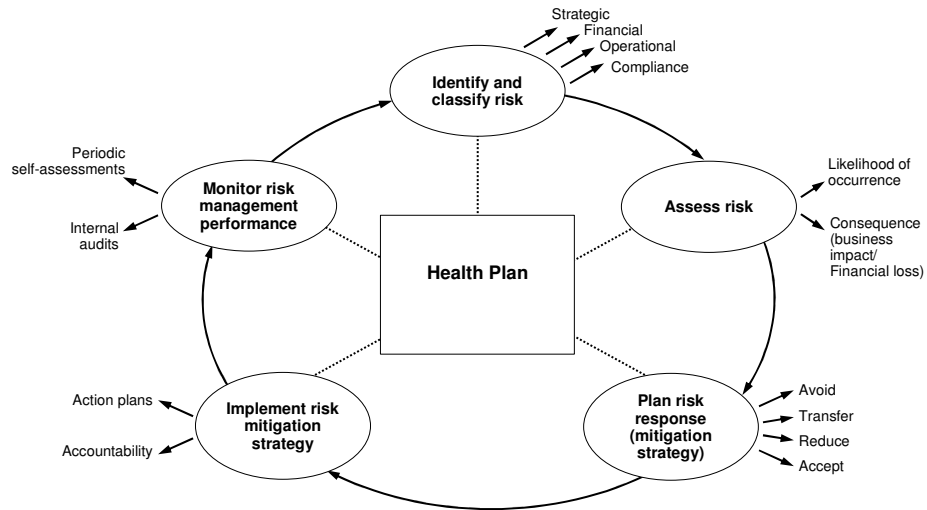 Strategic
Financial
Operational
Compliance
Identify and
classify risk
Periodic
self-assessments
Internal
audits
Monitor risk
management
performance
Assess risk
Likelihood of
occurrence
Consequence
(business
impact/
Financial loss)
Health Plan
Action plans
Accountability
Implement risk
mitigation
strategy
Plan risk
response
(mitigation
strategy)
Avoid
Transfer
Reduce
Accept